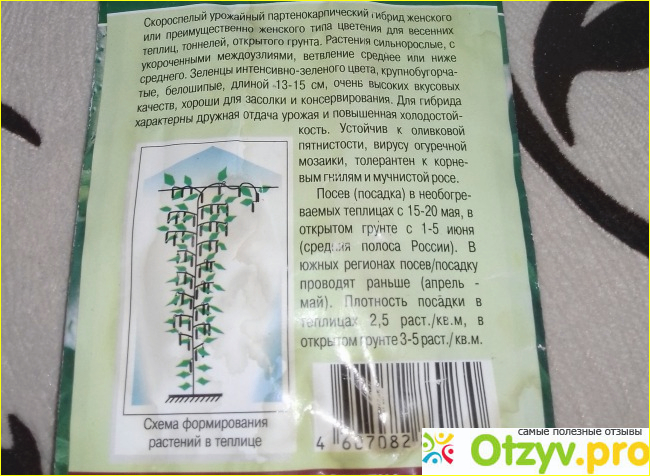 Скороспелый урожайный партенокарпический гибрид женского
или преимущественно женского типа цветения для весенних
теплиц, тоннелей, открытого грунта. Растения сильнорослые, с
укороченными междоузлиями, ветвление среднее или ниже
среднего. Зеленцы интенсивно-зеленого цвета, крупнобугорча-
тые, белошипые, длиной -13-15 см, очень высоких вкусовых
качеств, хороши для засолки и консервирования. Для гибрида
характерны дружная отдача урожая и повышенная холодостой-
кость. Устойчив к оливковой
пятнистости, вирусу огуречной
мозаики, толерантен к корне-
вым гнилям и мучнистой росе.
Посев (посадка) в необогре-
ваемых теплицах с 15-20 мая, в
открытом грунте с 1-5 июня
(средняя полоса России). В
южных регионах посев/посадку
проводят раньше (апрель -
май). Плотность посадки в
теплицах 2,5 раст./кв.м, в
открытом грунте 3-5 раст./кв.м.
Схема формирования
растений в теплице
4 607082
самые полезные отзывы
Otzyv.pro